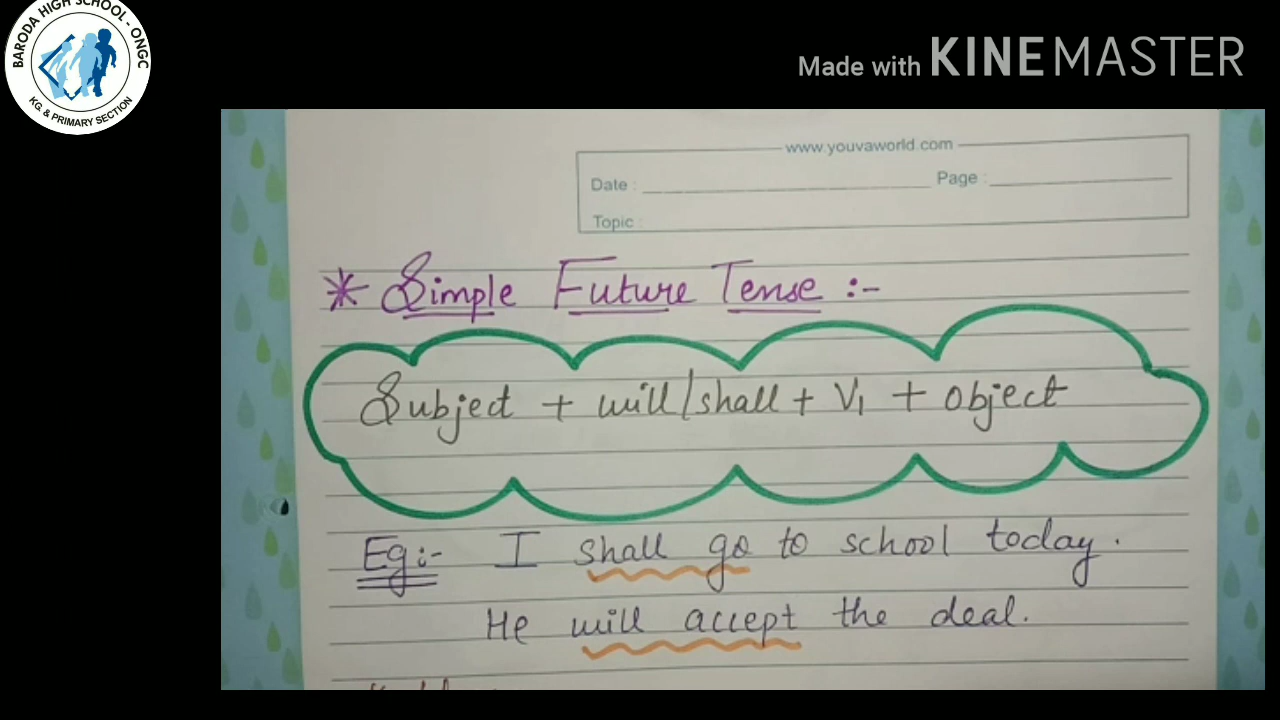 BARODA HIGH SCHOOL - ONGC
KG & PRIMARY SECTION
Made with KINEMASTER
www.youvaworld.com
Date :
Page :
Topic :
* Simple Future Tense :-
Subject + will/shall + V₁ + object
Eg:- I shall go to school today.
He will accept the deal.